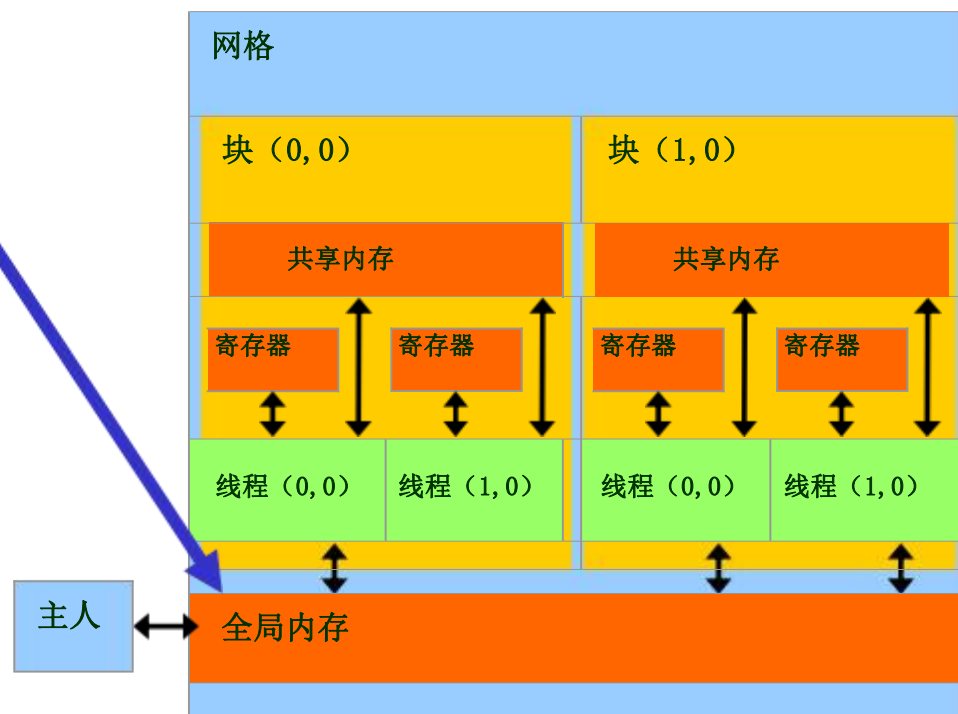 网格
块（0,0）
块（1,0）
共享内存
共享内存
寄存器
寄存器
寄存器
寄存器
线程（0,0）
线程（1,0）
线程（0,0）
线程（1,0）
主人
全局内存